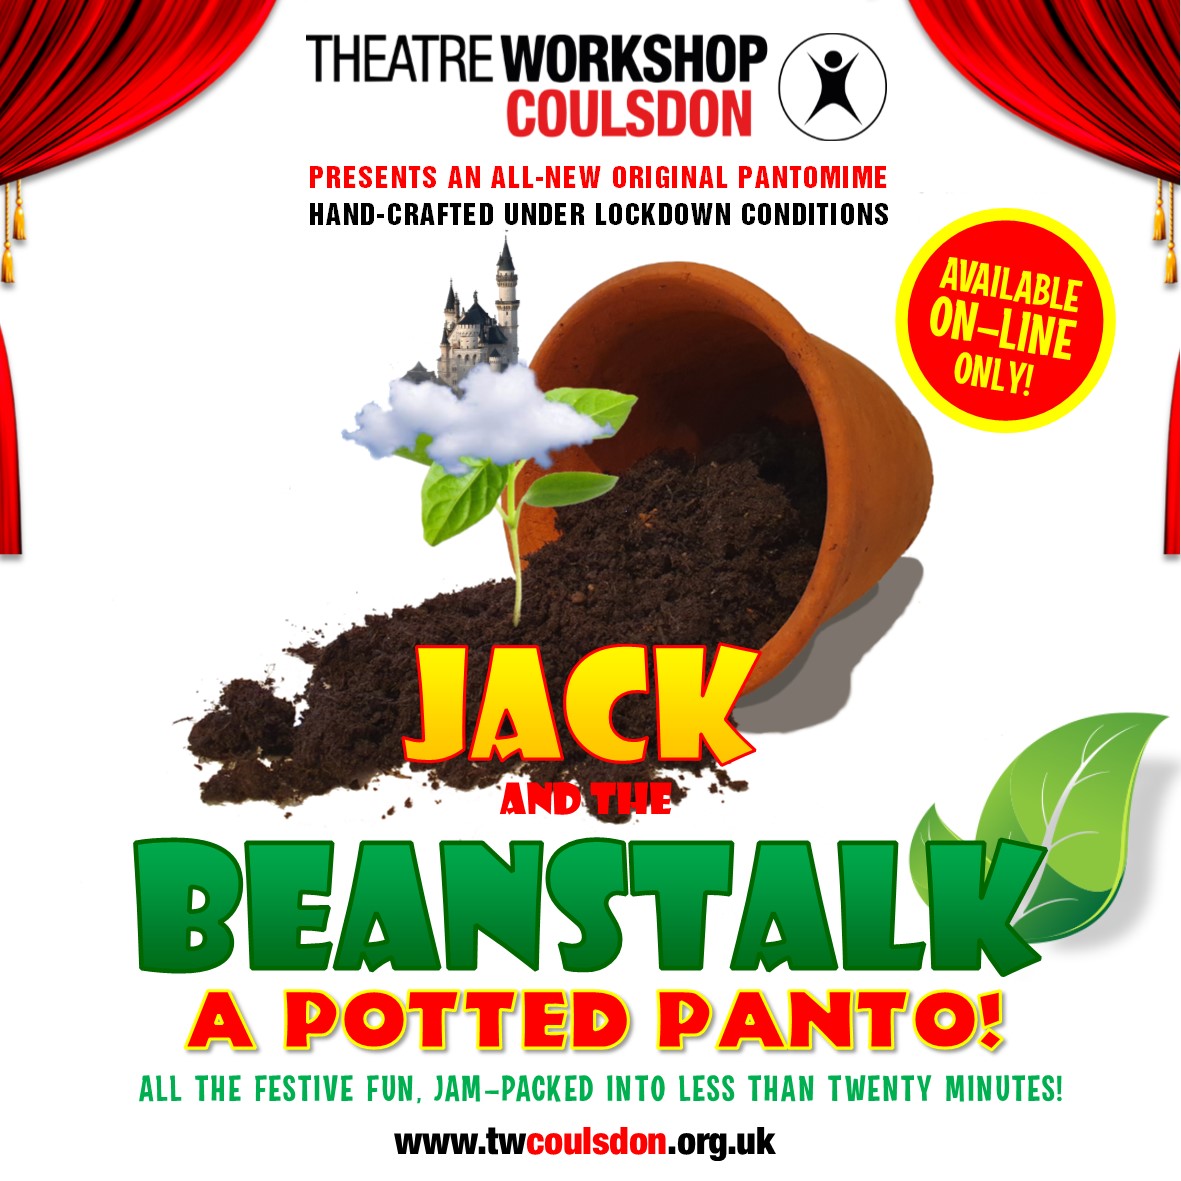 THEATRE WORKSHOP
COULSDON
PRESENTS AN ALL-NEW ORIGINAL PANTOMIME
HAND-CRAFTED UNDER LOCKDOWN CONDITIONS
AVAILABLE
ON-LINE
ONLY!
JACK
AND THE
BEANSTALK
A POTTED PANTO!
ALL THE FESTIVE FUN, JAM-PACKED INTO LESS THAN TWENTY MINUTES!
www.twcoulsdon.org.uk